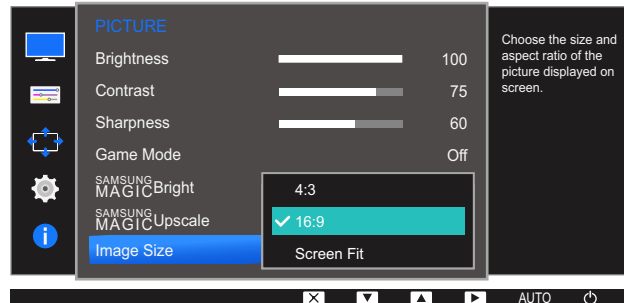 PICTURE
Brightness 100
Contrast 75
Sharpness 60
Game Mode Off
SAMSUNG MAGICBright
SAMSUNG MAGICUpscale
Image Size
4:3
16:9
Screen Fit
Choose the size and
aspect ratio of the
picture displayed on
screen.
AUTO